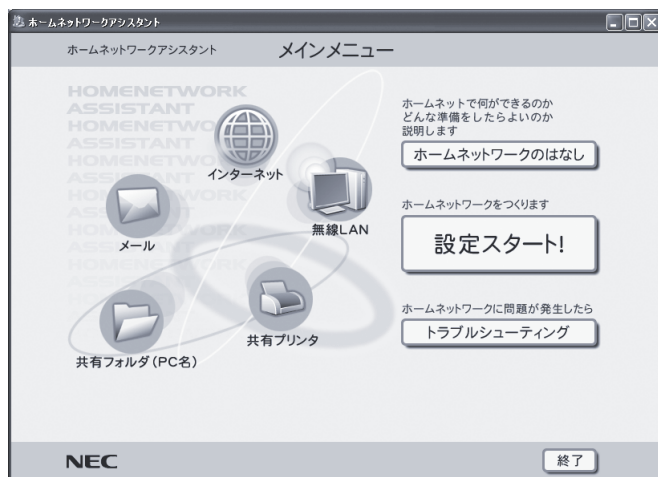 ホームネットワークアシスタント
ホームネットワークアシスタント
メインメニュー
HOMENETWORK
ASSISTANT
HOMENETWO
ASSISTANT
HOMENETWO
ASSISTANT
インターネット
メール
無線LAN
共有プリンタ
共有フォルダ(PC名)
ホームネットで何ができるのか
どんな準備をしたらよいのか
説明します
ホームネットワークのはなし
ホームネットワークをつくります
設定スタート!
ホームネットワークに問題が発生したら
トラブルシューティング
NEC
終了